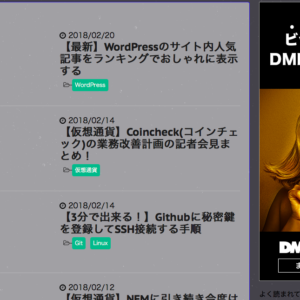 2018/02/20
【最新】WordPressのサイト内人気
記事をランキングでおしゃれに表示
する
WordPress
2018/02/14
【仮想通貨】Coincheck(コインチェ
ック)の業務改善計画の記者会見ま
とめ！
仮想通貨
2018/02/14
【3分で出来る！】Githubに秘密鍵
を登録してSSH接続する手順
Git Linux
2018/02/12
【仮想通貨】NEMに引き続き今度は
ビ
DM
DM
よく読まれて